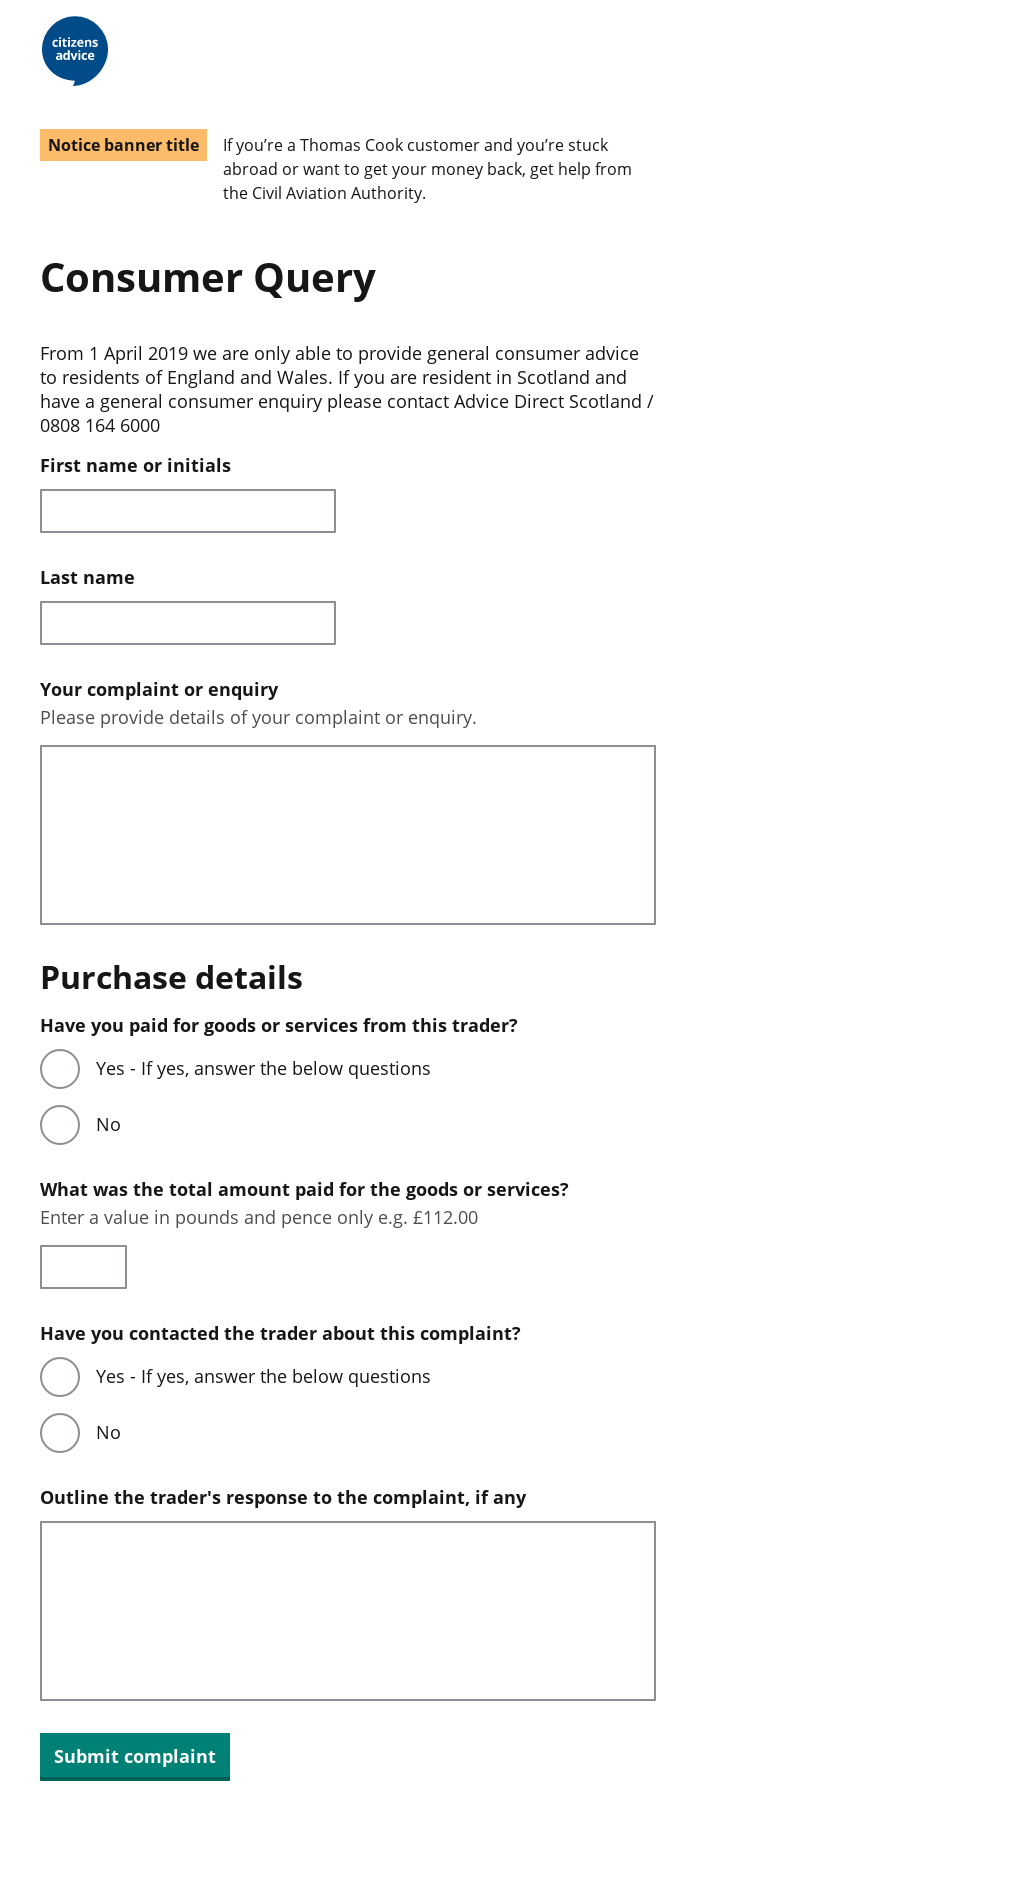 citizens
advice
Notice banner title
If you’re a Thomas Cook customer and you’re stuck
abroad or want to get your money back, get help from
the Civil Aviation Authority.
Consumer Query
From 1 April 2019 we are only able to provide general consumer advice
to residents of England and Wales. If you are resident in Scotland and
have a general consumer enquiry please contact Advice Direct Scotland /
0808 164 6000
First name or initials
Last name
Your complaint or enquiry
Please provide details of your complaint or enquiry.
Purchase details
Have you paid for goods or services from this trader?
Yes - If yes, answer the below questions
No
What was the total amount paid for the goods or services?
Enter a value in pounds and pence only e.g. £112.00
Have you contacted the trader about this complaint?
Yes - If yes, answer the below questions
No
Outline the trader's response to the complaint, if any
Submit complaint